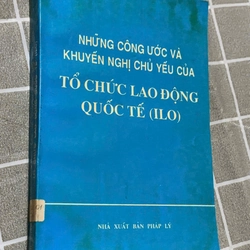 NHỮNG CÔNG ƯỚC VÀ
KHUYẾN NGHỊ CHỦ YẾU CỦA
TỔ CHỨC LAO ĐỘNG
QUỐC TẾ (ILO)
NHÀ XUẤT BẢN PHÁP LÝ